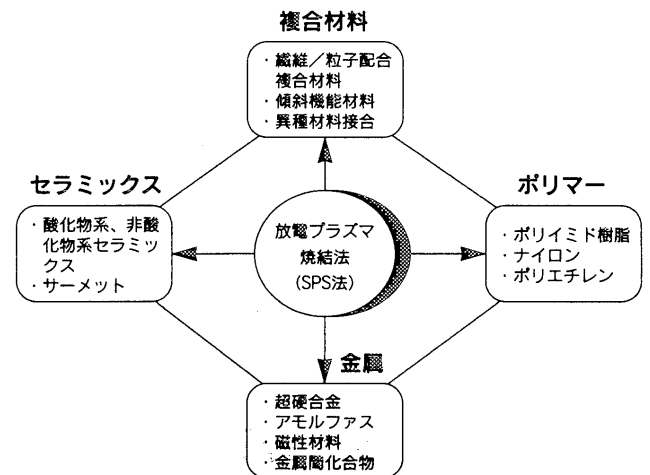 複合材料
・繊維／粒子配合
複合材料
・傾斜機能材料
・異種材料接合
セラミックス
・酸化物系、非酸
化物系セラミッ
クス
・サーメット
放電プラズマ
焼結法
(SPS法)
ポリマー
・ポリイミド樹脂
・ナイロン
・ポリエチレン
金属
・超硬合金
・アモルファス
・磁性材料
・金属間化合物